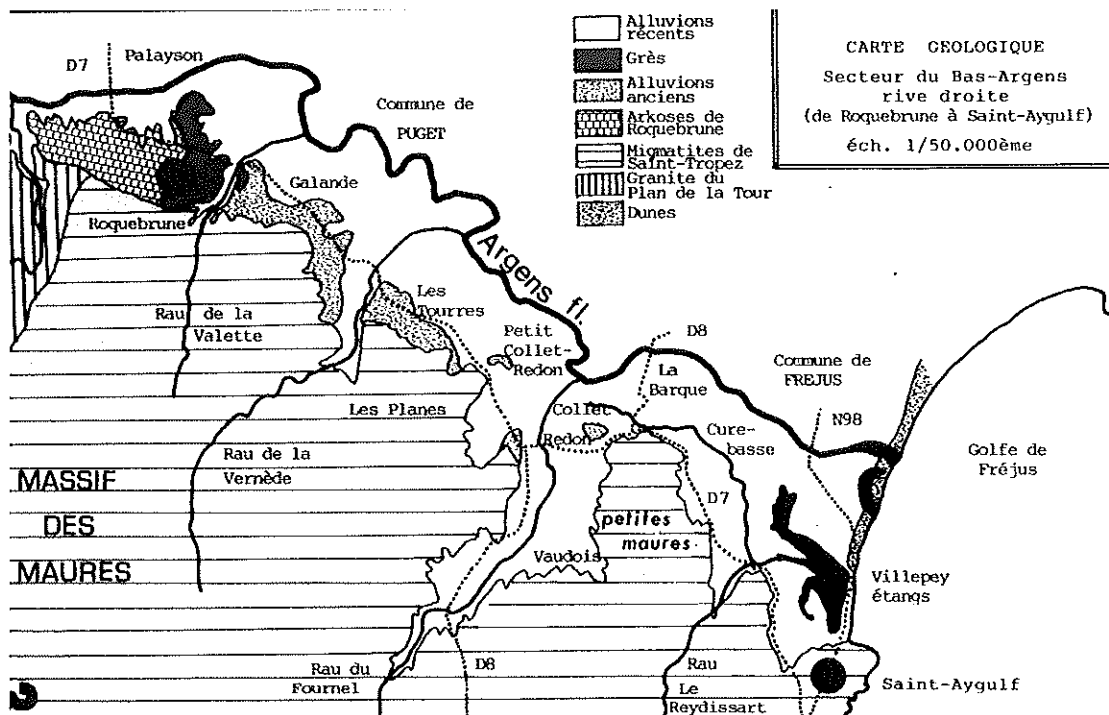 Alluvions
récents
Grès
Alluvions
anciens
Arkoses de
Roquebrune
Migmatites de
Saint-Tropez
Granite du
Plan de la Tour
Dunes
CARTE GEOLOGIQUE
Secteur du Bas-Argens
rive droite
(de Roquebrune à Saint-Aygulf)
éch. 1/50.000ème
D7
Palayson
Commune de
PUGET
Galande
Roquebrune
Argens fl.
Rau de la
Valette
Les
Tourres
Petit
Collet-
Redon
D8
La
Barque
Commune de
FREJUS
Les Planes
Collet
Redon
Cure-
basse
N98
Golfe de
Fréjus
Rau de la
Vernède
D7
MASSIF
DES
MAURES
petites
maures
Vaudois
Villepey
étangs
Rau du
Fournel
D8
Rau
Le
Reydissart
Saint-Aygulf